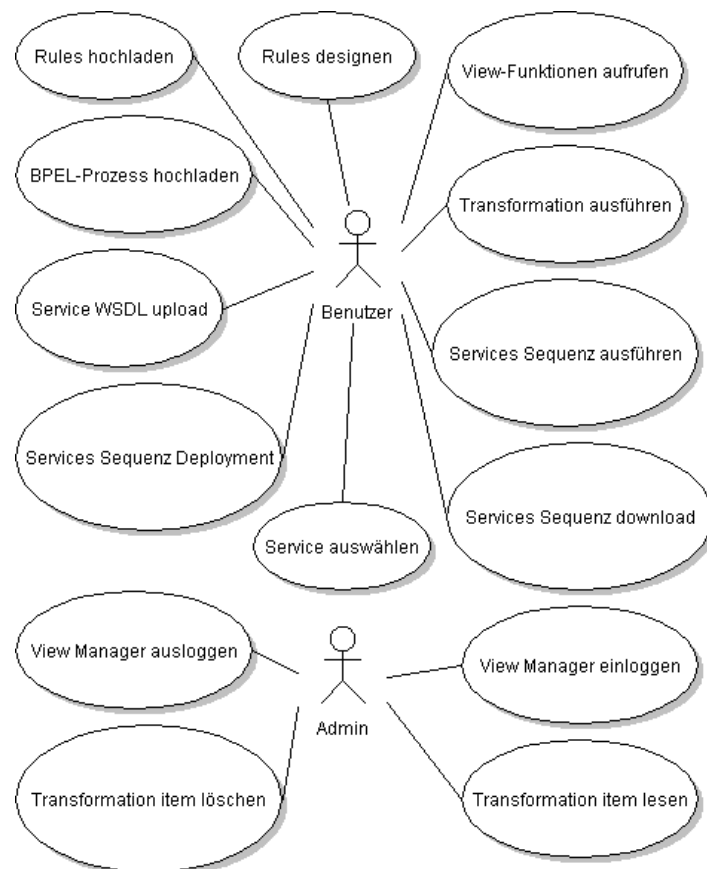 Rules hochladen
Rules designen
View-Funktionen aufrufen
BPEL-Prozess hochladen
Transformation ausführen
Service WSDL upload
Benutzer
Services Sequenz ausführen
Services Sequenz Deployment
Services Sequenz download
Service auswählen
View Manager ausloggen
View Manager einloggen
Admin
Transformation item löschen
Transformation item lesen